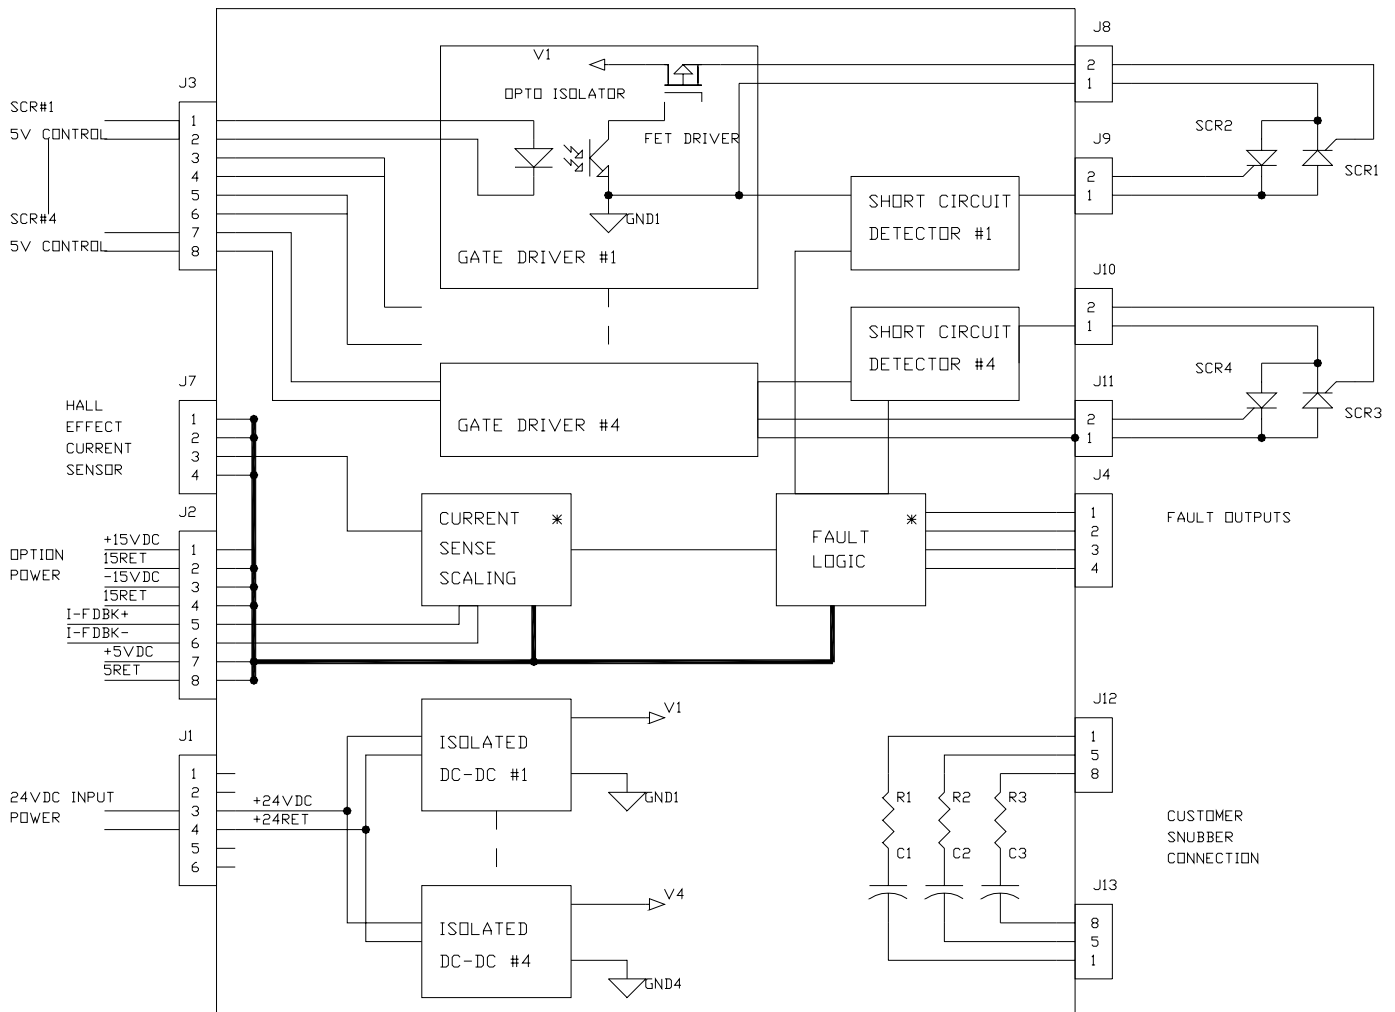 J3
SCR#1
5V CONTROL
SCR#4
5V CONTROL
1
2
3
4
5
6
7
8
V1
OPTO ISOLATOR
FET DRIVER
GND1
GATE DRIVER #1
SHORT CIRCUIT
DETECTOR #1
J8
2
1
J9
2
1
SCR2
SCR1
SHORT CIRCUIT
DETECTOR #4
J10
2
1
J11
2
1
SCR4
SCR3
GATE DRIVER #4
J7
HALL
EFFECT
CURRENT
SENSOR
1
2
3
4
J2
OPTION
POWER
+15VDC
15RET
-15VDC
15RET
I-FDBK+
I-FDBK-
+5VDC
5RET
1
2
3
4
5
6
7
8
CURRENT *
SENSE
SCALING
*
FAULT
LOGIC
J4
1
2
3
4
FAULT OUTPUTS
J1
24VDC INPUT
POWER
1
2
3
4
5
6
+24VDC
+24RET
ISOLATED
DC-DC #1
V1
GND1
ISOLATED
DC-DC #4
V4
GND4
J12
1
5
8
R1 R2 R3
C1 C2 C3
J13
8
5
1
CUSTOMER
SNUBBER
CONNECTION